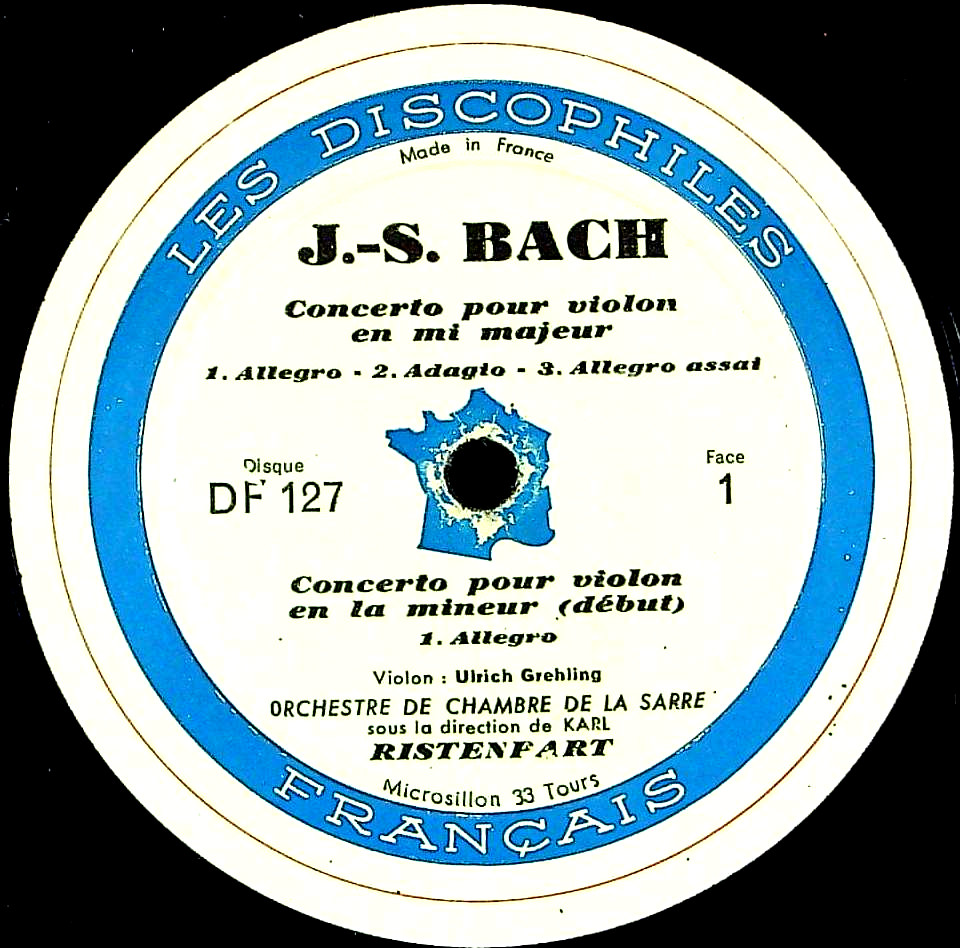 LES DISCOPHILES
Made in France
J.-S. BACH
Concerto pour violon
en mi majeur
1. Allegro - 2. Adagio - 3. Allegro assai
Disque
DF 127
Face
1
Concerto pour violon
en la mineur (début)
1. Allegro
Violon : Ulrich Grehling
ORCHESTRE DE CHAMBRE DE LA SARRE
sous la direction de KARL
RISTENPART
Microsillon 33 Tours
FRANÇAIS